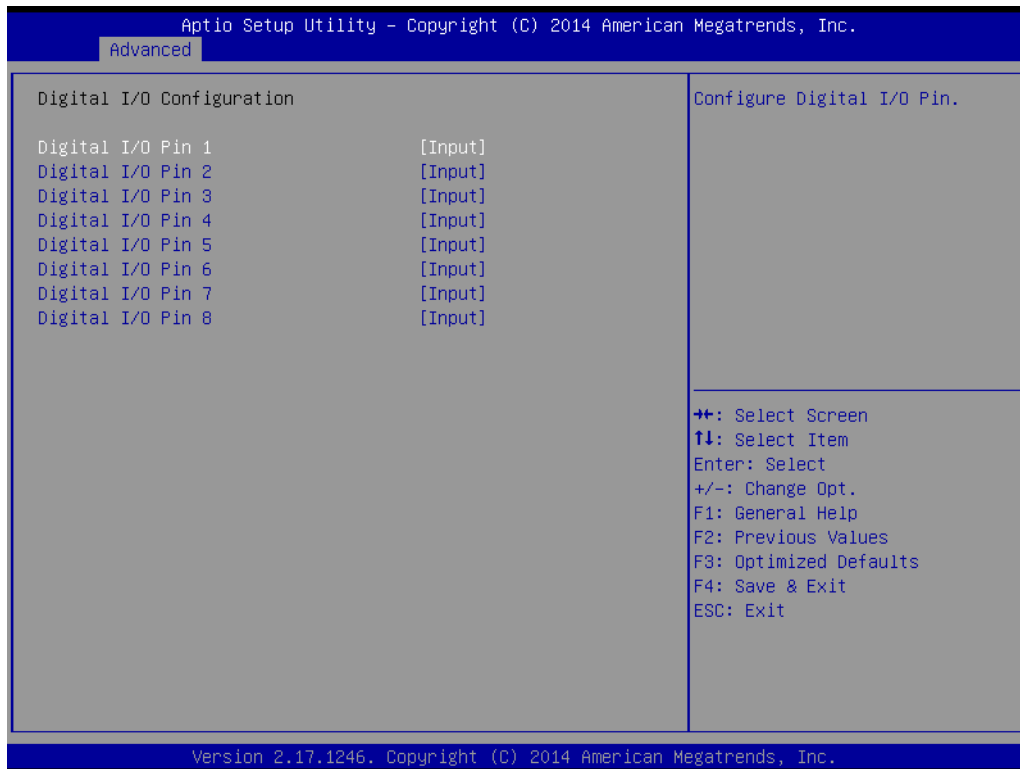 Aptio Setup Utility – Copyright (C) 2014 American Megatrends, Inc.
Advanced
Digital I/O Configuration
Digital I/O Pin 1 [Input]
Digital I/O Pin 2 [Input]
Digital I/O Pin 3 [Input]
Digital I/O Pin 4 [Input]
Digital I/O Pin 5 [Input]
Digital I/O Pin 6 [Input]
Digital I/O Pin 7 [Input]
Digital I/O Pin 8 [Input]
Configure Digital I/O Pin.
→←: Select Screen
↑↓: Select Item
Enter: Select
+/-: Change Opt.
F1: General Help
F2: Previous Values
F3: Optimized Defaults
F4: Save & Exit
ESC: Exit
Version 2.17.1246. Copyright (C) 2014 American Megatrends, Inc.